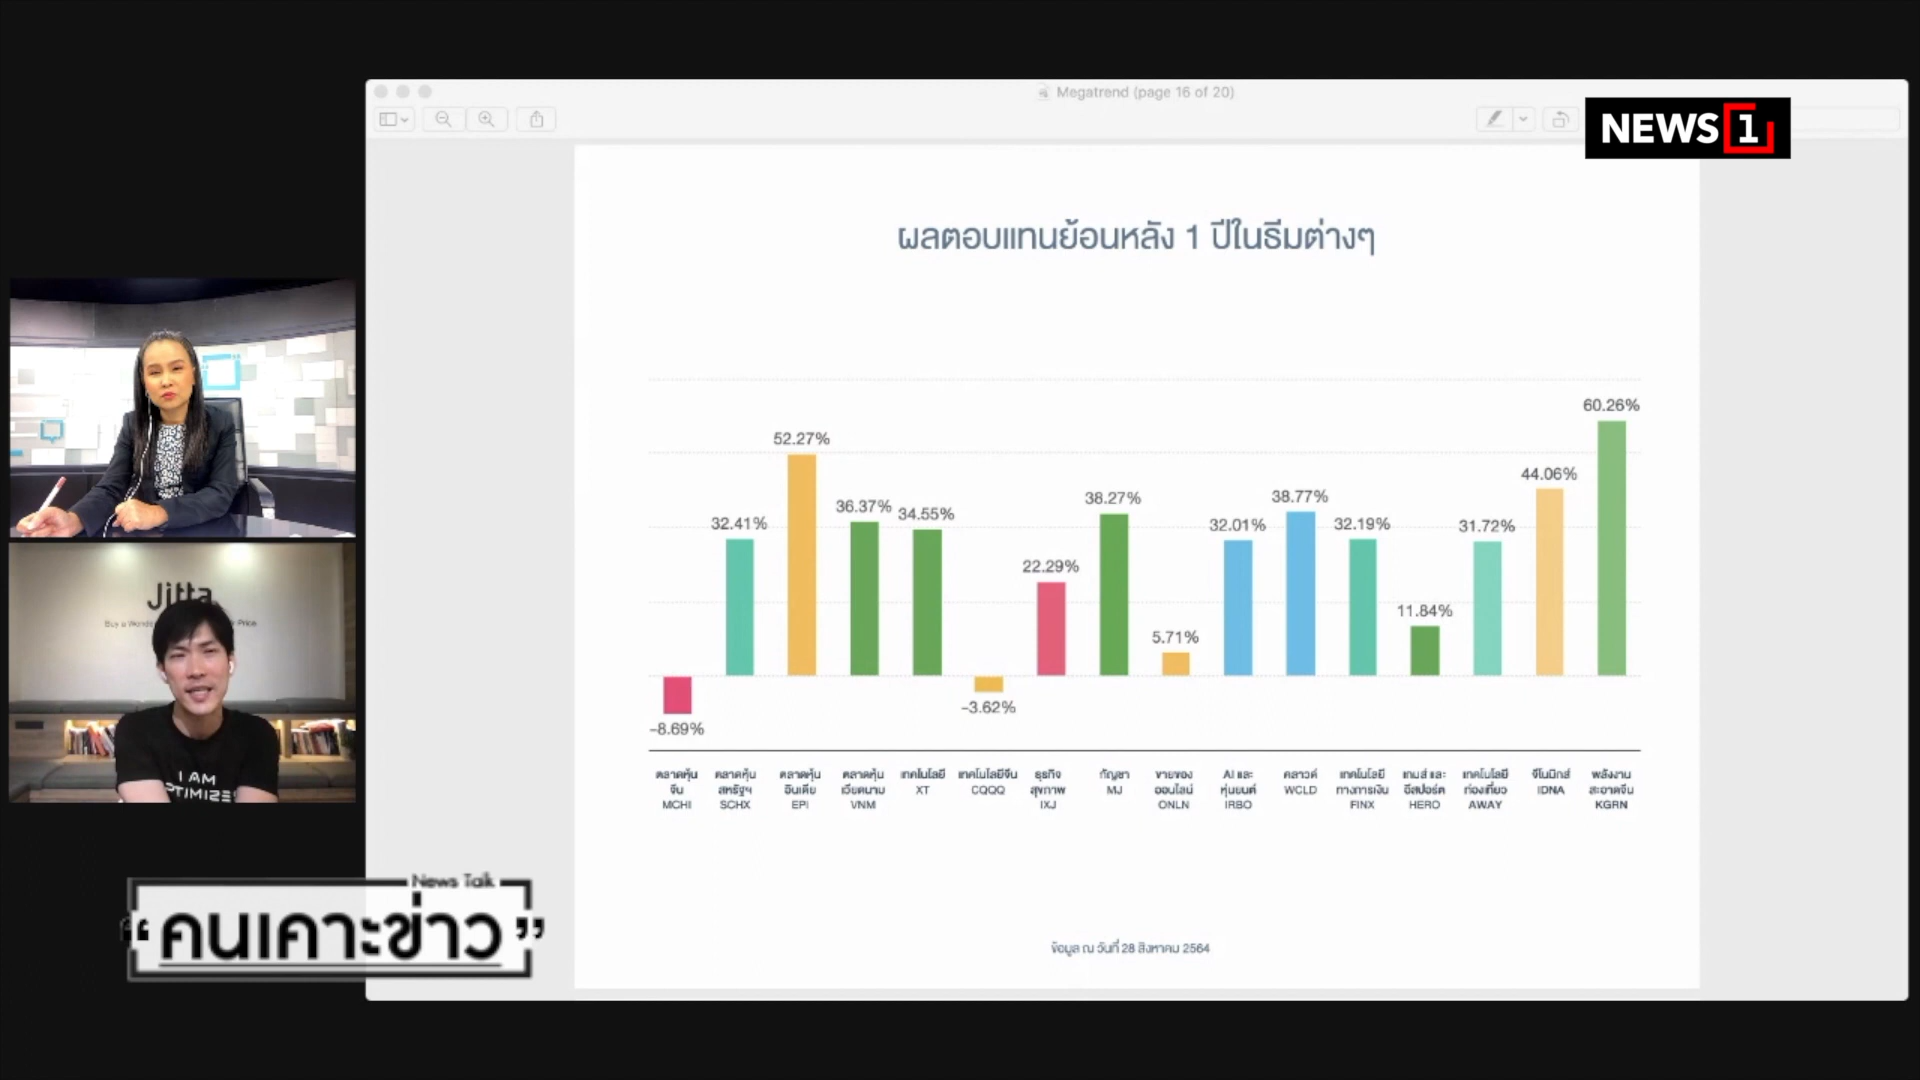 Megatrend (page 16 of 20)
NEWS 1
ผลตอบแทนย้อนหลัง 1 ปีในธีมต่างๆ
60.26%
52.27%
44.06%
38.27%
38.77%
36.37%
34.55%
32.41%
32.01%
32.19%
31.72%
22.29%
11.84%
5.71%
-3.62%
-8.69%
ตลาดหุ้น
จีน
MCHI
ตลาดหุ้น
สหรัฐฯ
SCHX
ตลาดหุ้น
อินเดีย
EPI
ตลาดหุ้น
เวียดนาม
VNM
เทคโนโลยี
XT
เทคโนโลยีจีน
CQQQ
ธุรกิจ
สุขภาพ
IXJ
กัญชา
MJ
ขายของ
ออนไลน์
ONLN
AI และ
หุ่นยนต์
IRBO
คลาวด์
WCLD
เทคโนโลยี
ทางการเงิน
FINX
เกมส์ และ
อีสปอร์ต
HERO
เทคโนโลยี
ท่องเที่ยว
AWAY
จีโนมิกส์
IDNA
พลังงาน
สะอาดจีน
KGRN
ข้อมูล ณ วันที่ 28 สิงหาคม 2564
Jitta
Buy a
Price
I AM
News Talk
“คนเคาะข่าว”